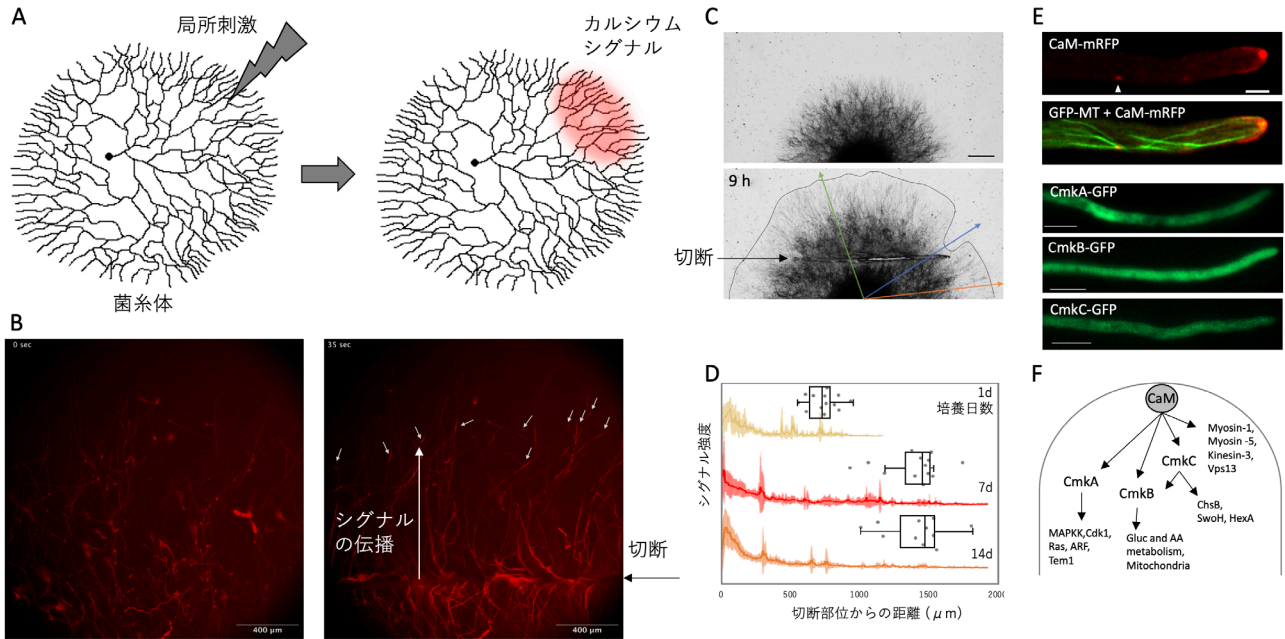 A
局所刺激
カルシウム
シグナル
菌糸体
B
0 sec
400 μm
35 sec
シグナル
の伝播
切断
400 μm
C
9 h
切断
D
シグナル強度
1d
培養日数
7d
14d
0
500
1000
1500
2000
切断部位からの距離 (μm)
E
CaM-mRFP
GFP-MT + CaM-mRFP
CmkA-GFP
CmkB-GFP
CmkC-GFP
F
CaM
Myosin-1,
Myosin -5,
Kinesin-3,
Vps13
CmkC
CmkA
CmkB
ChsB,
SwoH, HexA
MAPKK,Cdk1,
Ras, ARF,
Tem1
Gluc and AA
metabolism,
Mitochondria